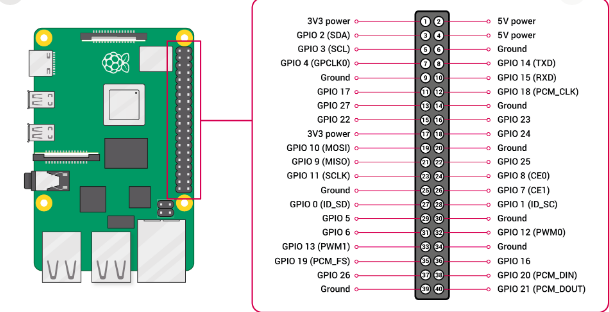 3V3 power 1 2 5V power
GPIO 2 (SDA) 3 4 5V power
GPIO 3 (SCL) 5 6 Ground
GPIO 4 (GPCLK0) 7 8 GPIO 14 (TXD)
Ground 9 10 GPIO 15 (RXD)
GPIO 17 11 12 GPIO 18 (PCM_CLK)
GPIO 27 13 14 Ground
GPIO 22 15 16 GPIO 23
3V3 power 17 18 GPIO 24
GPIO 10 (MOSI) 19 20 Ground
GPIO 9 (MISO) 21 22 GPIO 25
GPIO 11 (SCLK) 23 24 GPIO 8 (CE0)
Ground 25 26 GPIO 7 (CE1)
GPIO 0 (ID_SD) 27 28 GPIO 1 (ID_SC)
GPIO 5 29 30 Ground
GPIO 6 31 32 GPIO 12 (PWM0)
GPIO 13 (PWM1) 33 34 Ground
GPIO 19 (PCM_FS) 35 36 GPIO 16
GPIO 26 37 38 GPIO 20 (PCM_DIN)
Ground 39 40 GPIO 21 (PCM_DOUT)